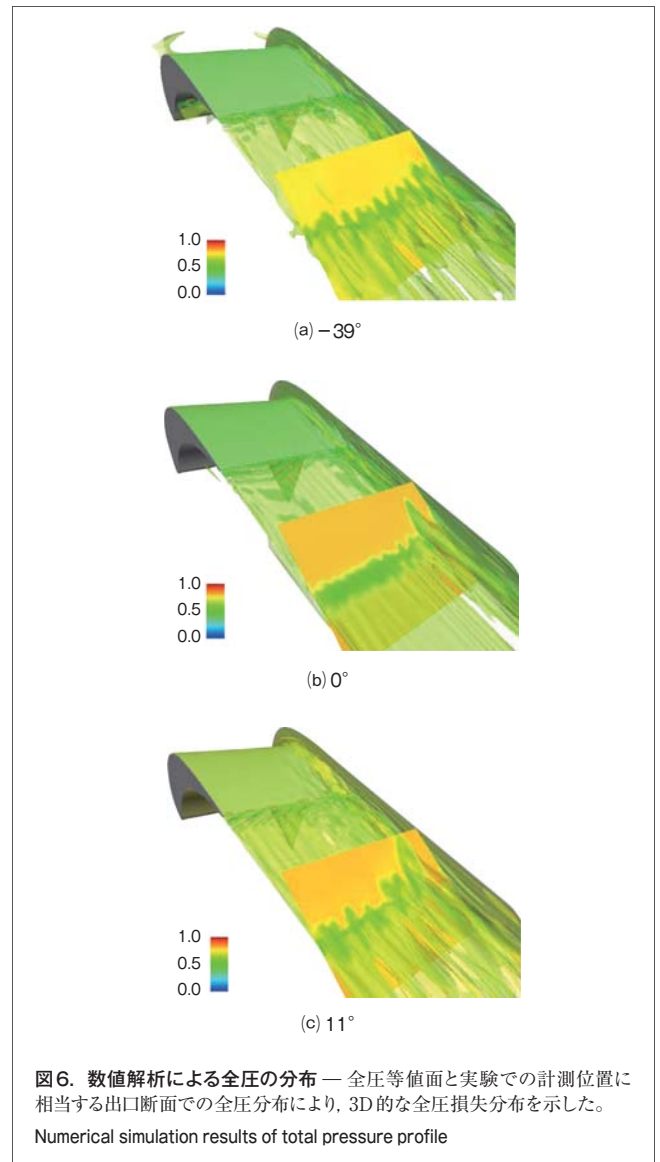 1.0
0.5
0.0
(a) −39°
1.0
0.5
0.0
(b) 0°
1.0
0.5
0.0
(c) 11°
図6. 数値解析による全圧の分布 — 全圧等値面と実験での計測位置に
相当する出口断面での全圧分布により，3D的な全圧損失分布を示した。
Numerical simulation results of total pressure profile